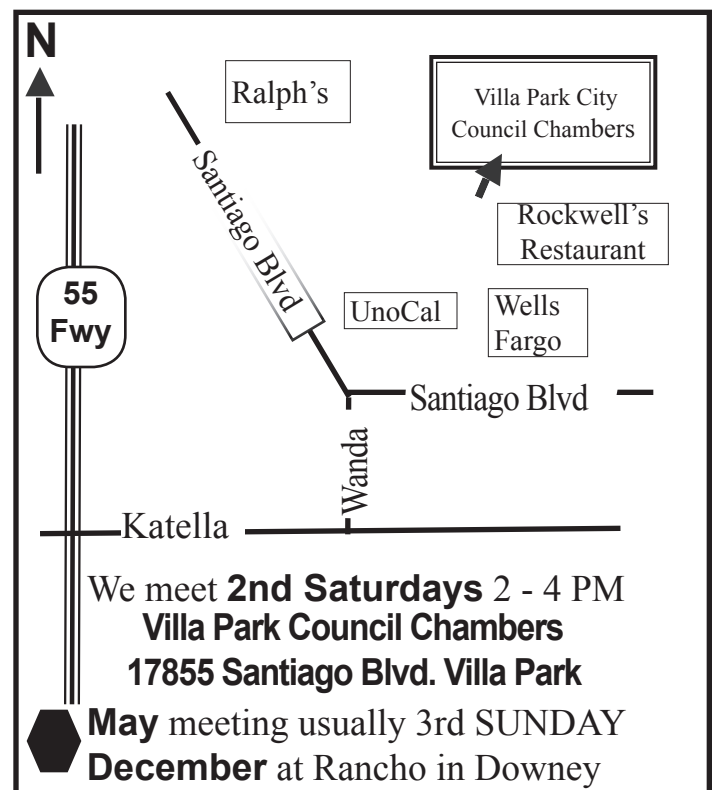 N
Ralph's
Villa Park City
Council Chambers
Santiago Blvd
Rockwell's
Restaurant
55
Fwy
UnoCal
Wells
Fargo
Santiago Blvd
Wanda
Katella
We meet 2nd Saturdays 2 - 4 PM
Villa Park Council Chambers
17855 Santiago Blvd. Villa Park
May meeting usually 3rd SUNDAY
December at Rancho in Downey